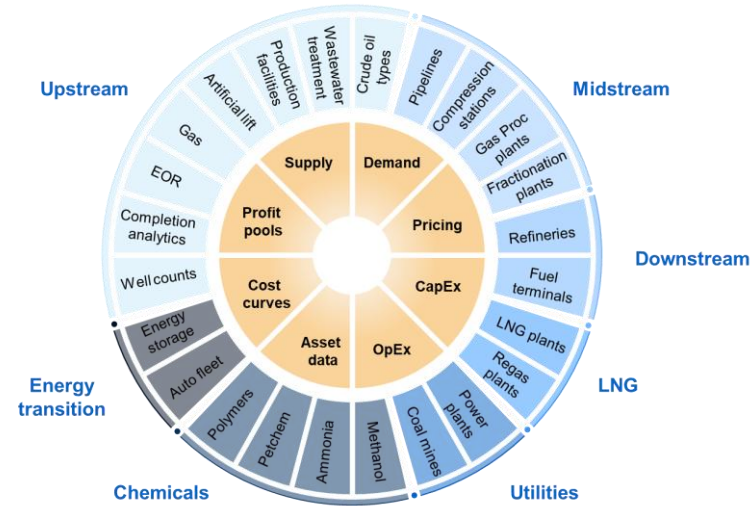 Upstream
Midstream
Downstream
LNG
Utilities
Chemicals
Energy
transition
Well counts
Completion
analytics
EOR
Gas
Artificial lift
Production
facilities
Wastewater
treatment
Crude oil
types
Pipelines
Compression
stations
Gas Proc
plants
Fractionation
plants
Refineries
Fuel
terminals
LNG plants
Regas
plants
Power
plants
Coal mines
Methanol
Ammonia
Petchem
Polymers
Auto fleet
Energy
storage
Supply
Demand
Pricing
CapEx
OpEx
Asset
data
Cost
curves
Profit
pools